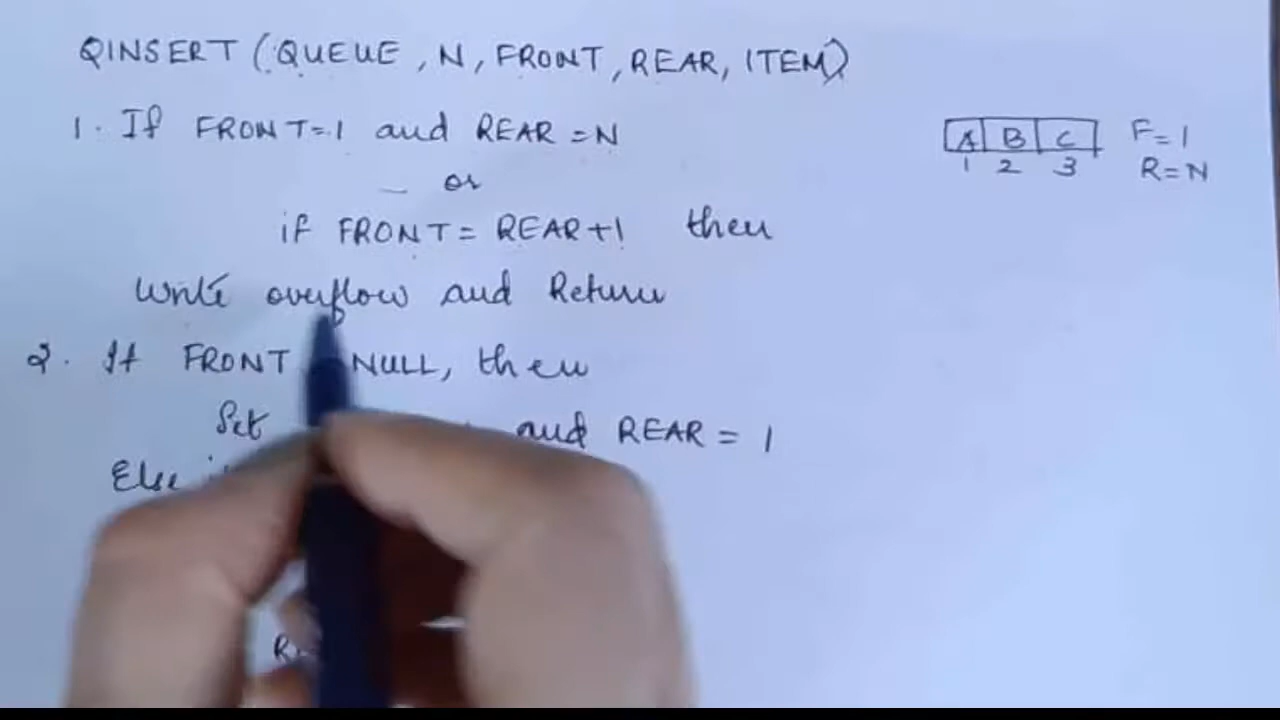 QINSERT (QUEUE, N, FRONT, REAR, ITEM)
1. If FRONT=1 and REAR=N
or
if FRONT= REAR+1 then
Write overflow and Return
2. If FRONT NULL, then
Set and REAR = 1
Else
A B C
1 2 3
F=1
R=N